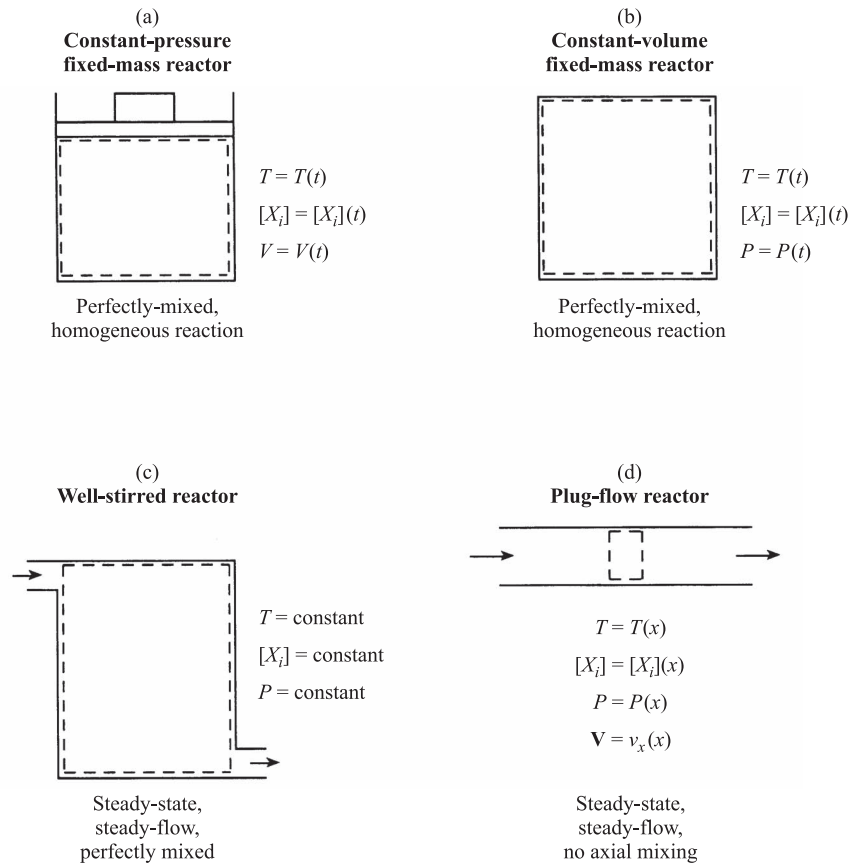 (a)
Constant-pressure
fixed-mass reactor
T = T(t)
[X_i] = [X_i](t)
V = V(t)
Perfectly-mixed,
homogeneous reaction
(b)
Constant-volume
fixed-mass reactor
T = T(t)
[X_i] = [X_i](t)
P = P(t)
Perfectly-mixed,
homogeneous reaction
(c)
Well-stirred reactor
T = constant
[X_i] = constant
P = constant
Steady-state,
steady-flow,
perfectly mixed
(d)
Plug-flow reactor
T = T(x)
[X_i] = [X_i](x)
P = P(x)
V = v_x(x)
Steady-state,
steady-flow,
no axial mixing